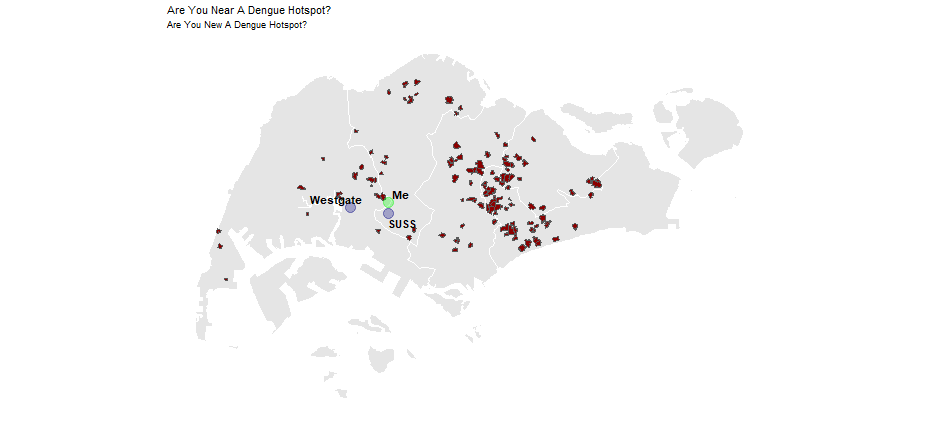 Are You Near A Dengue Hotspot?
Are You New A Dengue Hotspot?
Me
Westgate
SUSS